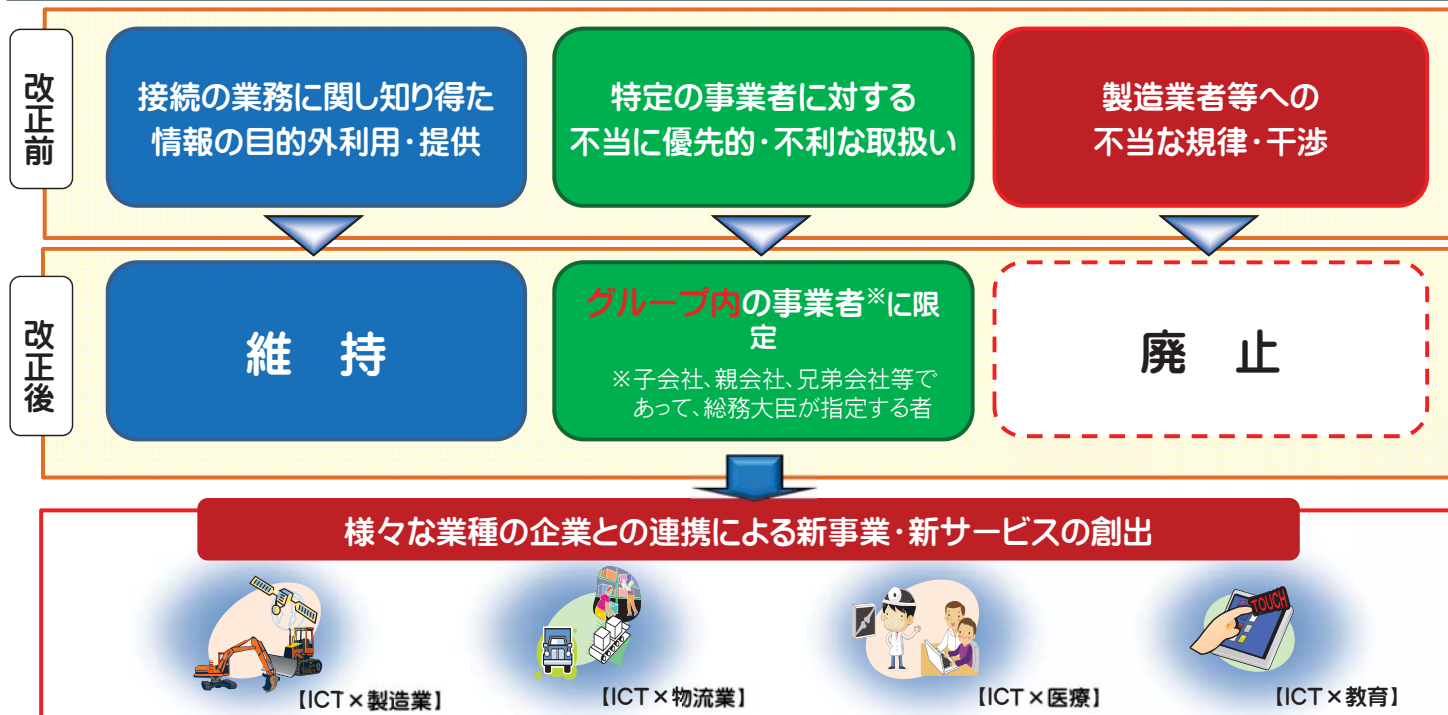 改正前
接続の業務に関し知り得た
情報の目的外利用・提供
特定の事業者に対する
不当に優先的・不利な取扱い
製造業者等への
不当な規律・干渉
改正後
維 持
グループ内の事業者※に限
定
※子会社、親会社、兄弟会社等で
あって、総務大臣が指定する者
廃 止
様々な業種の企業との連携による新事業・新サービスの創出
TOUCH
【ICT×製造業】
【ICT×物流業】
【ICT×医療】
【ICT×教育】